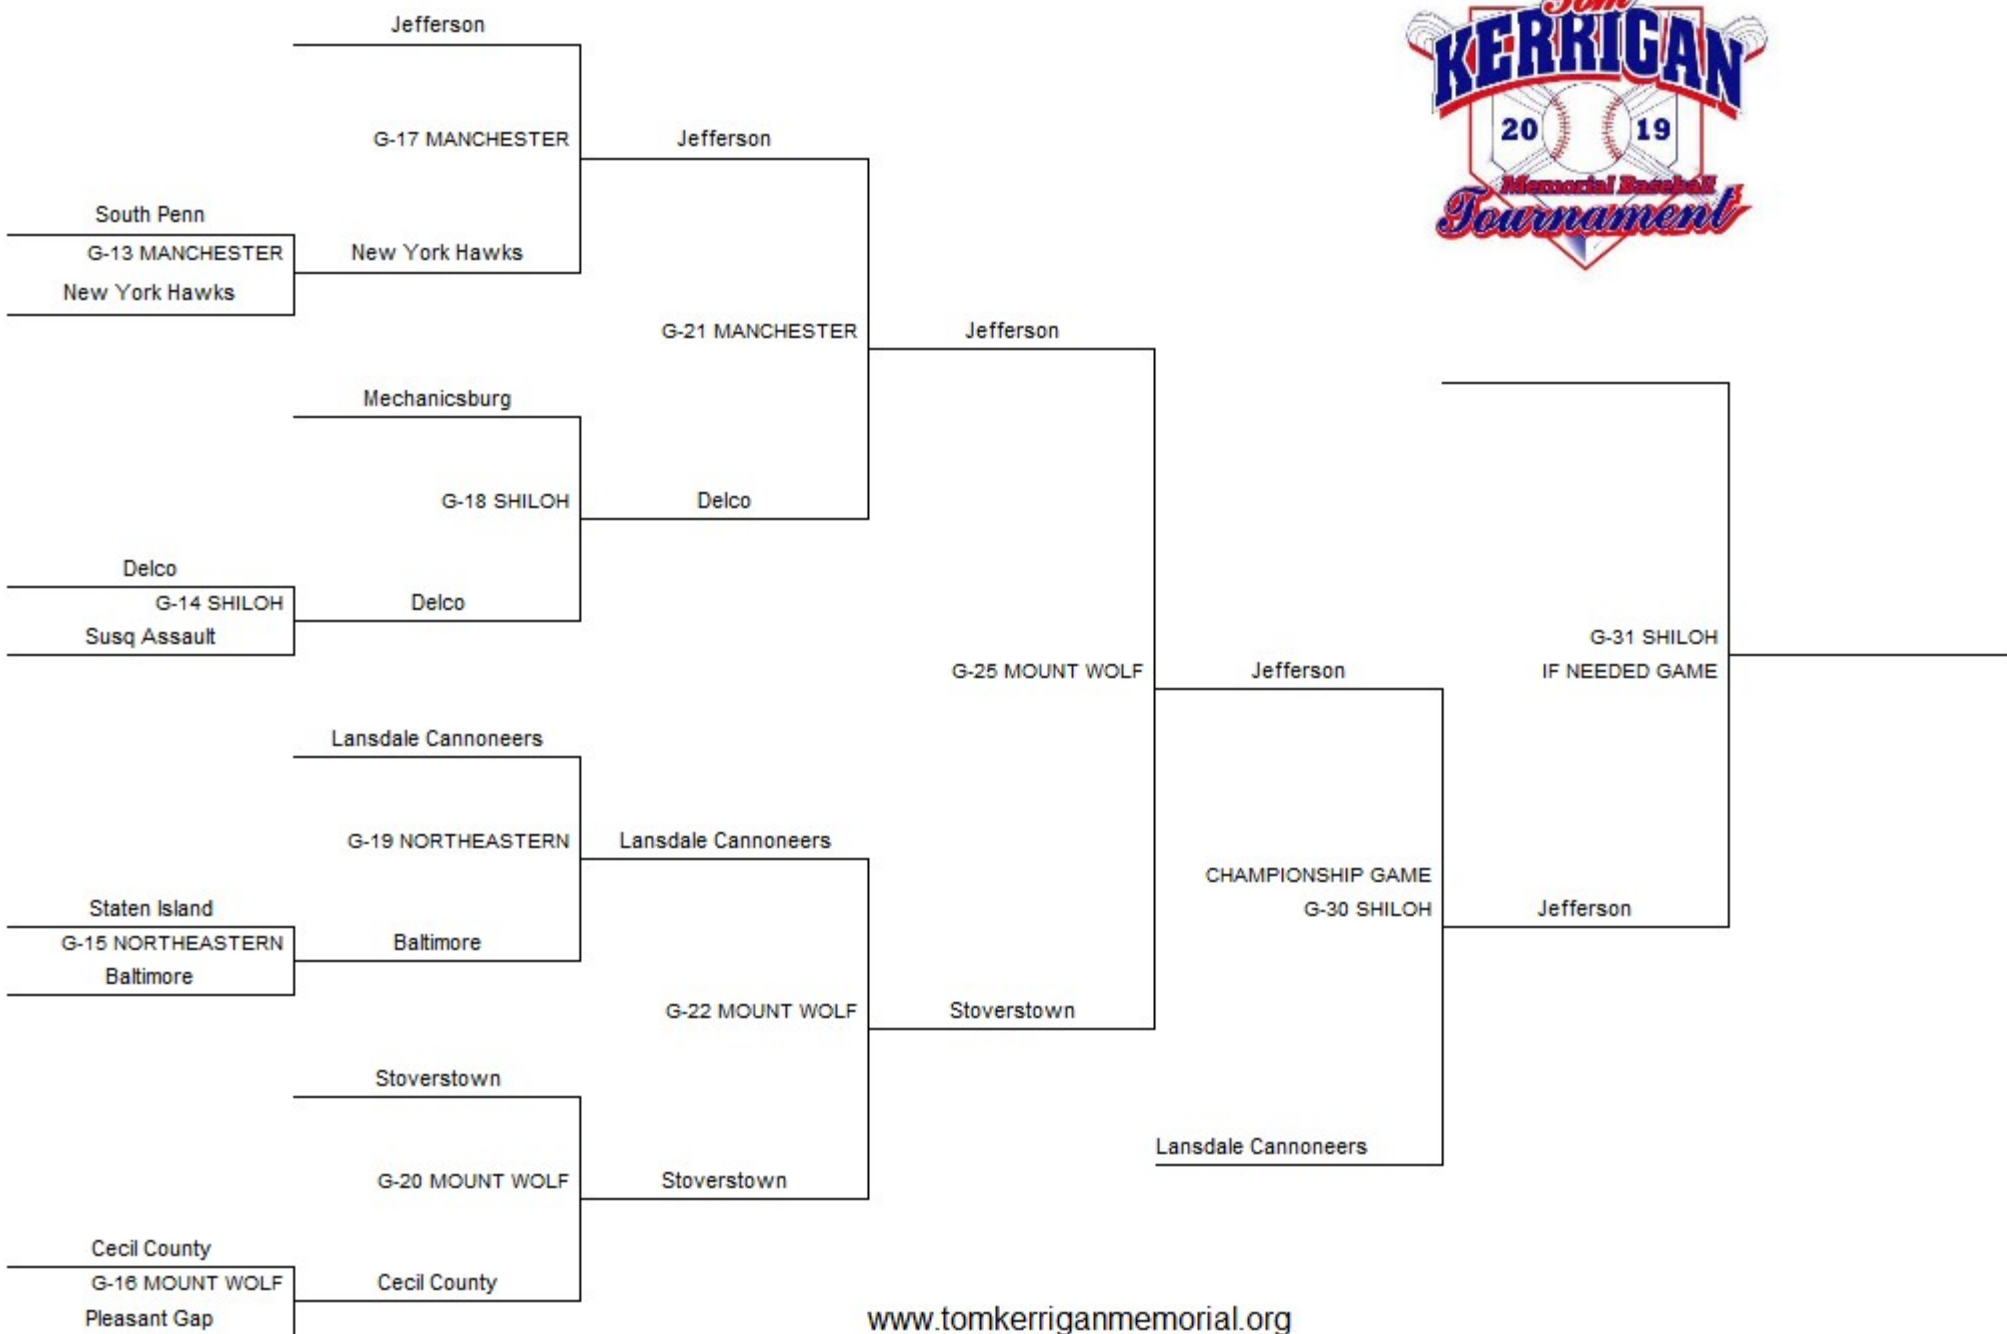 Jefferson
Tom
KERRIGAN
20 19
Memorial Baseball
Tournament
G-17 MANCHESTER
Jefferson
South Penn
G-13 MANCHESTER
New York Hawks
New York Hawks
G-21 MANCHESTER
Jefferson
Mechanicsburg
G-18 SHILOH
Delco
Delco
G-14 SHILOH
Delco
Susq Assault
G-31 SHILOH
IF NEEDED GAME
G-25 MOUNT WOLF
Jefferson
Lansdale Cannoneers
G-19 NORTHEASTERN
Lansdale Cannoneers
CHAMPIONSHIP GAME
G-30 SHILOH
Jefferson
Staten Island
G-15 NORTHEASTERN
Baltimore
Baltimore
G-22 MOUNT WOLF
Stoverstown
Stoverstown
Lansdale Cannoneers
G-20 MOUNT WOLF
Stoverstown
Cecil County
G-16 MOUNT WOLF
Cecil County
Pleasant Gap
www.tomkerriganmemorial.org